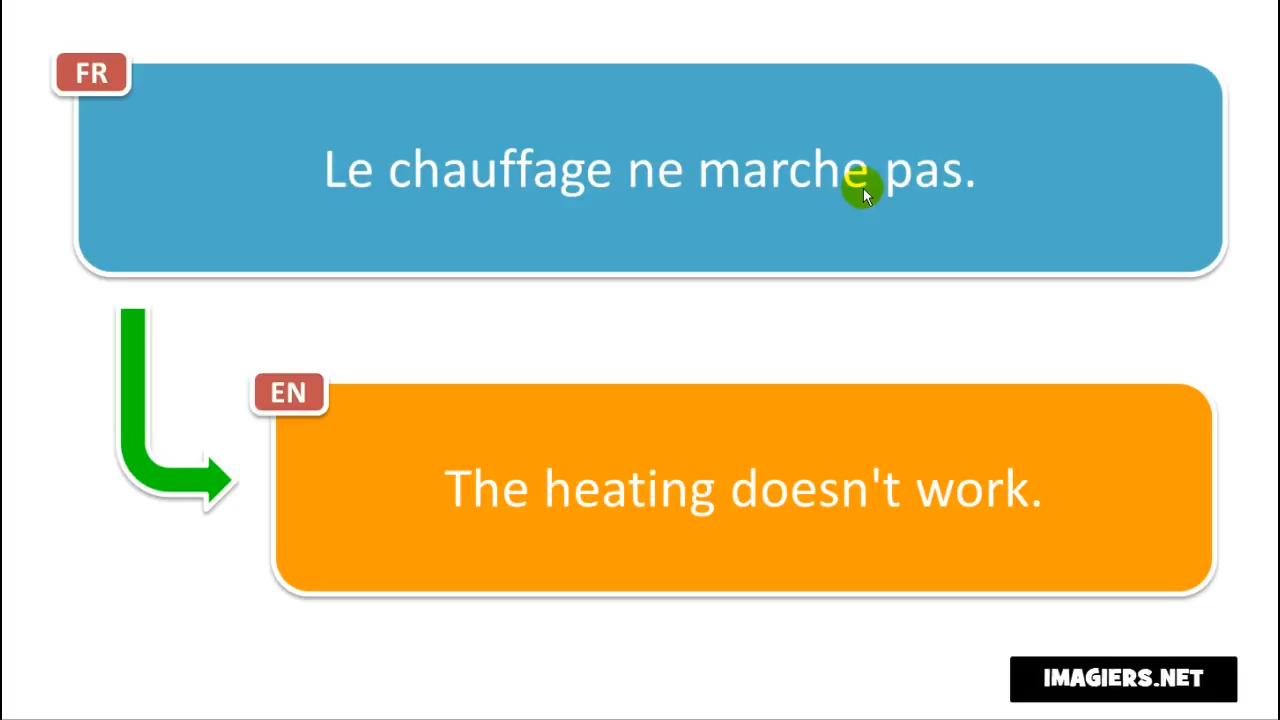 FR
Le chauffage ne marche pas.
EN
The heating doesn't work.
IMAGIERS.NET